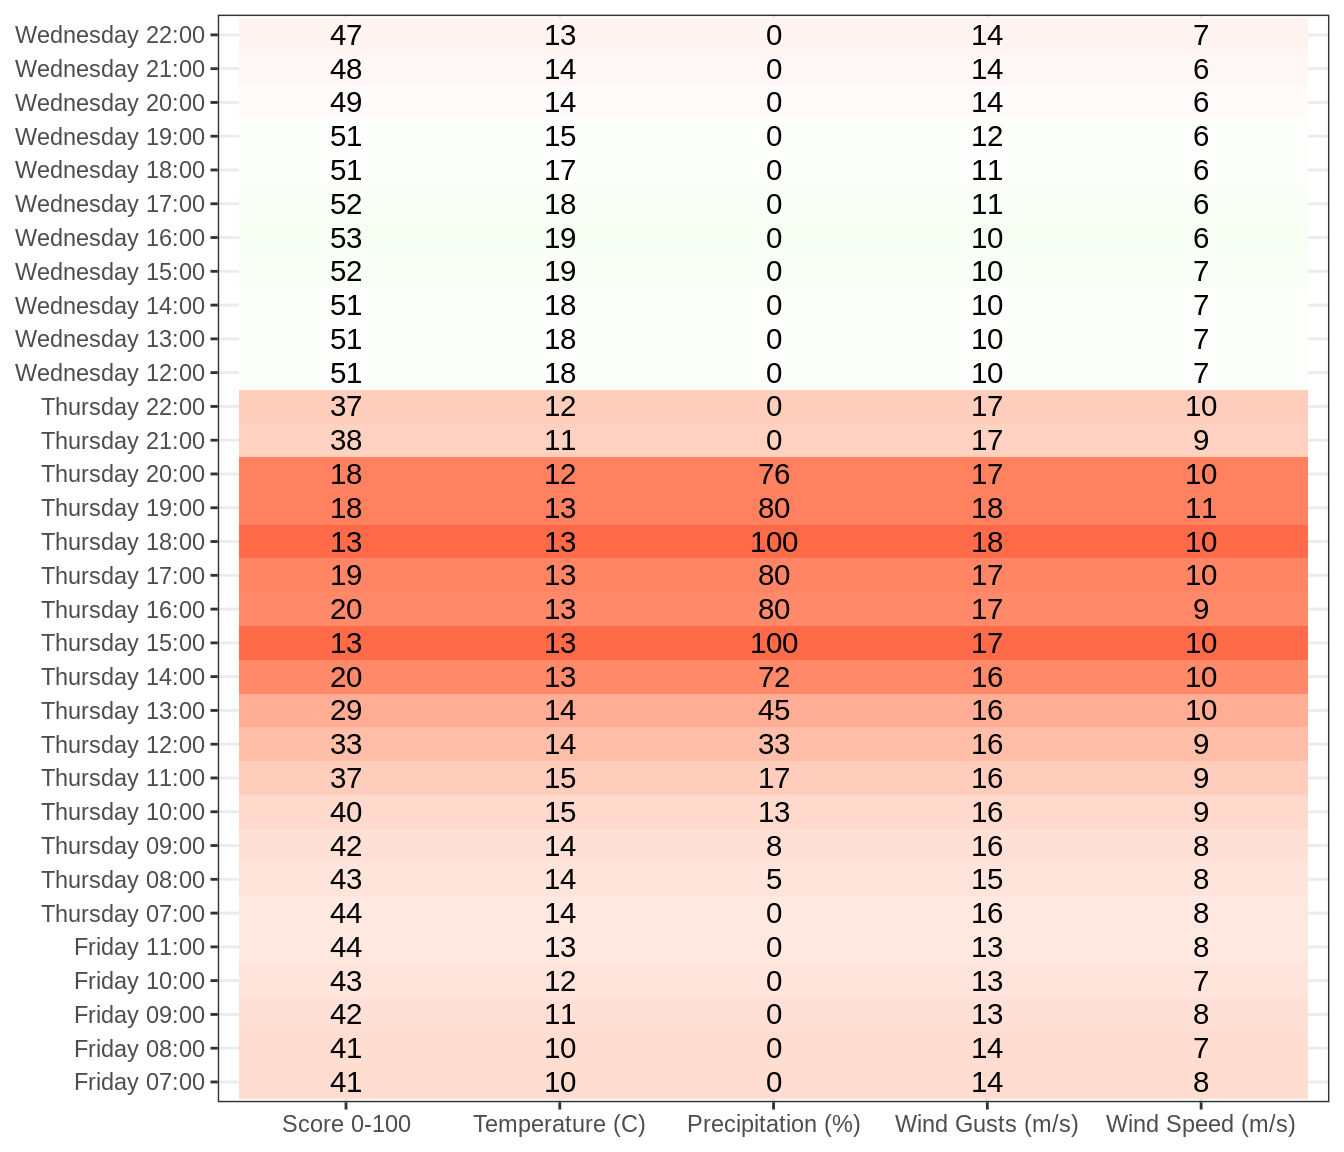 Wednesday 22:00 47 13 0 14 7
Wednesday 21:00 48 14 0 14 6
Wednesday 20:00 49 14 0 14 6
Wednesday 19:00 51 15 0 12 6
Wednesday 18:00 51 17 0 11 6
Wednesday 17:00 52 18 0 11 6
Wednesday 16:00 53 19 0 10 6
Wednesday 15:00 52 19 0 10 7
Wednesday 14:00 51 18 0 10 7
Wednesday 13:00 51 18 0 10 7
Wednesday 12:00 51 18 0 10 7
Thursday 22:00 37 12 0 17 10
Thursday 21:00 38 11 0 17 9
Thursday 20:00 18 12 76 17 10
Thursday 19:00 18 13 80 18 11
Thursday 18:00 13 13 100 18 10
Thursday 17:00 19 13 80 17 10
Thursday 16:00 20 13 80 17 9
Thursday 15:00 13 13 100 17 10
Thursday 14:00 20 13 72 16 10
Thursday 13:00 29 14 45 16 10
Thursday 12:00 33 14 33 16 9
Thursday 11:00 37 15 17 16 9
Thursday 10:00 40 15 13 16 9
Thursday 09:00 42 14 8 16 8
Thursday 08:00 43 14 5 15 8
Thursday 07:00 44 14 0 16 8
Friday 11:00 44 13 0 13 8
Friday 10:00 43 12 0 13 7
Friday 09:00 42 11 0 13 8
Friday 08:00 41 10 0 14 7
Friday 07:00 41 10 0 14 8
Score 0-100 Temperature (C) Precipitation (%) Wind Gusts (m/s) Wind Speed (m/s)